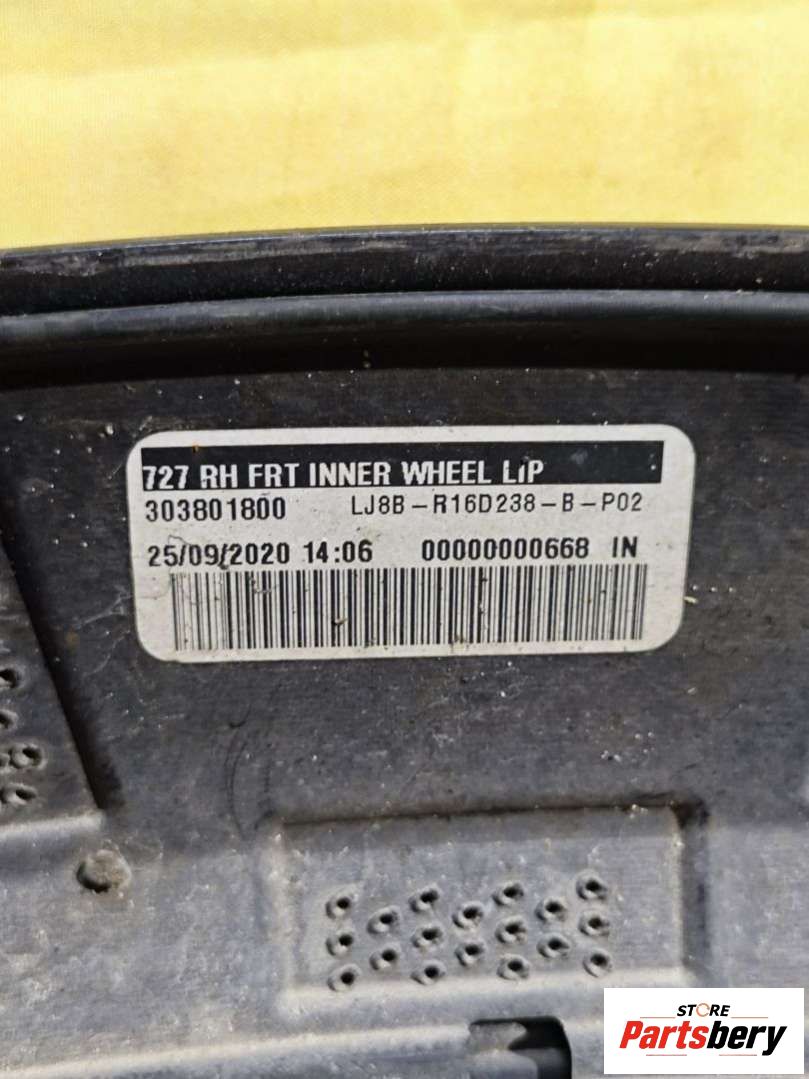 727 RH FRT INNER WHEEL LIP
303801800 LJ8B-R16D238-B-P02
25/09/2020 14:06 00000000668 IN
STORE
Partsbery